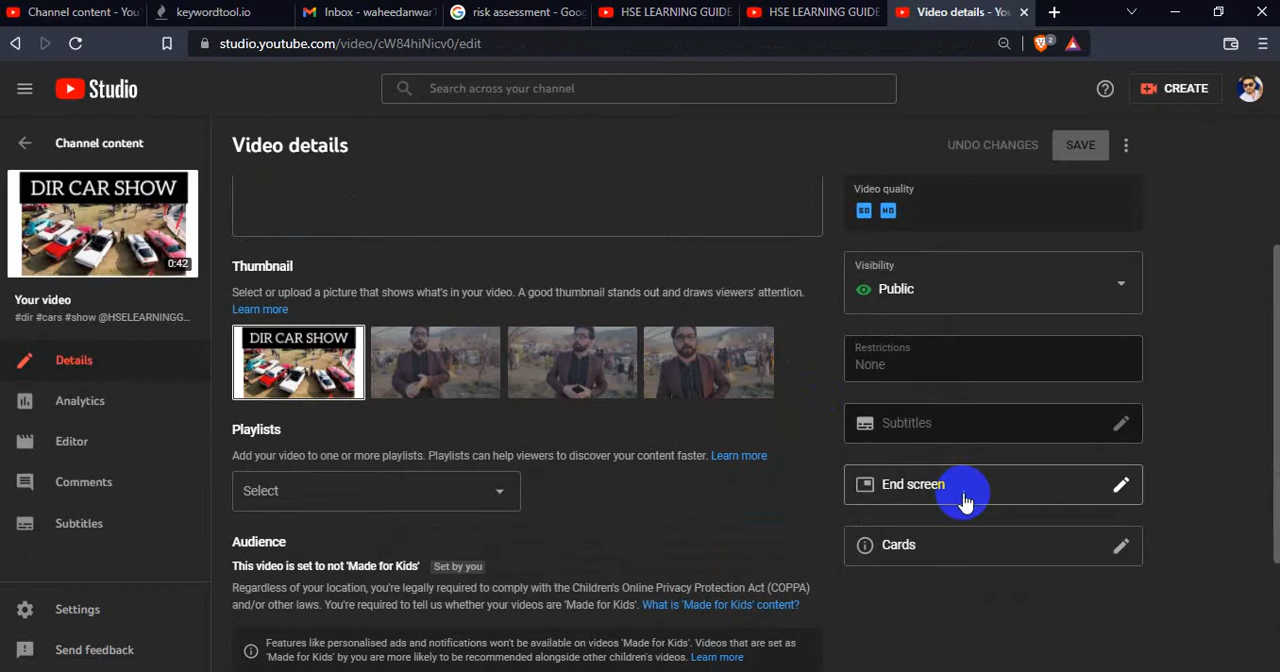 Channel content - You
keywordtool.io
Inbox - waheedanwar1
risk assessment - Goo
HSE LEARNING GUIDE
HSE LEARNING GUIDE
Video details - You
studio.youtube.com/video/cW84hiNicv0/edit
2
Studio
Search across your channel
CREATE
Channel content
Video details
UNDO CHANGES
SAVE
DIR CAR SHOW
0:42
Your video
#dir #cars #show @HSELEARNINGG...
Details
Analytics
Editor
Comments
Subtitles
Settings
Send feedback
Thumbnail
Select or upload a picture that shows what's in your video. A good thumbnail stands out and draws viewers' attention.
Learn more
DIR CAR SHOW
Playlists
Add your video to one or more playlists. Playlists can help viewers to discover your content faster. Learn more
Select
Audience
This video is set to not 'Made for Kids' Set by you
Regardless of your location, you're legally required to comply with the Children's Online Privacy Protection Act (COPPA)
and/or other laws. You're required to tell us whether your videos are 'Made for Kids'. What is 'Made for Kids' content?
Features like personalised ads and notifications won't be available on videos 'Made for Kids'. Videos that are set as
'Made for Kids' by you are more likely to be recommended alongside other children's videos. Learn more
Video quality
SD HD
Visibility
Public
Restrictions
None
Subtitles
End screen
Cards